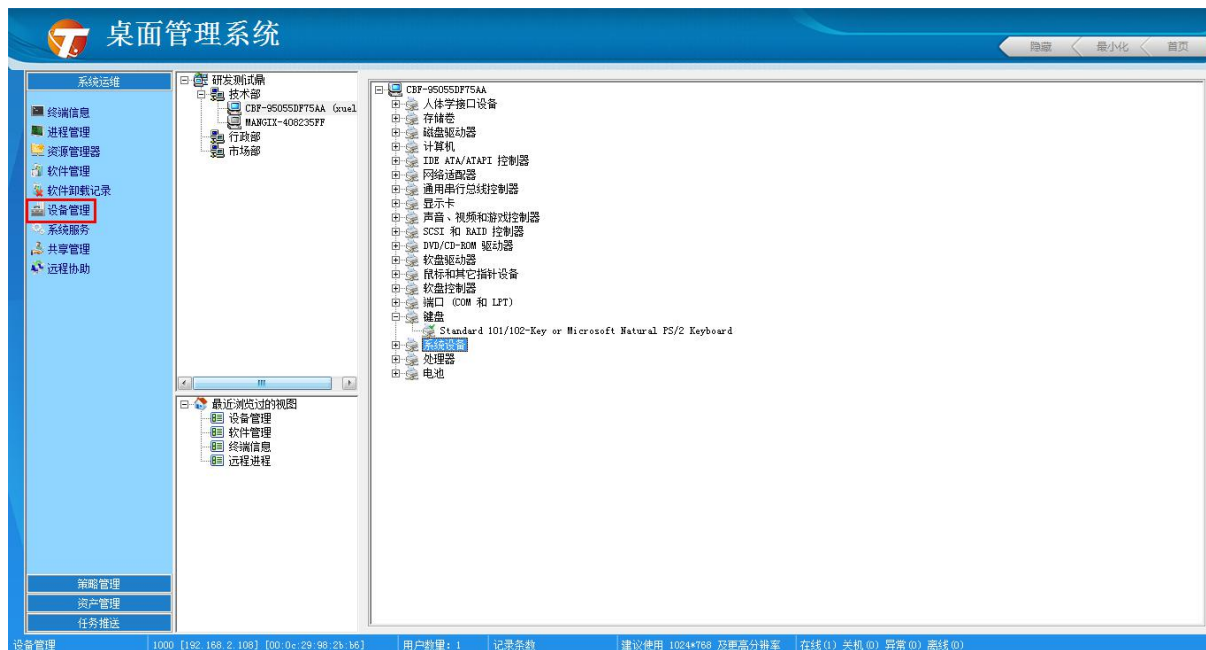 桌面管理系统
隐藏
最小化
首页
系统运维
终端信息
进程管理
资源管理器
软件管理
软件卸载记录
设备管理
系统服务
共享管理
远程协助
策略管理
资产管理
任务推送
研发测试鼎
技术部
CBF-95055DF75AA (xuel
MANGIX-408235FF
行政部
市场部
最近浏览过的视图
设备管理
软件管理
终端信息
远程进程
CBF-95055DF75AA
人体学接口设备
存储卷
磁盘驱动器
计算机
IDE ATA/ATAPI 控制器
网络适配器
通用串行总线控制器
显示卡
声音、视频和游戏控制器
SCSI 和 RAID 控制器
DVD/CD-ROM 驱动器
软盘驱动器
鼠标和其它指针设备
软盘控制器
端口 (COM 和 LPT)
键盘
Standard 101/102-Key or Microsoft Natural PS/2 Keyboard
系统设备
处理器
电池
设备管理
1000 [192.168.2.108] [00:0c:29:98:2b:b6]
用户数里: 1
记录条数
建议使用 1024*768 及更高分辨率
在线(1) 关机(0) 异常(0) 离线(0)